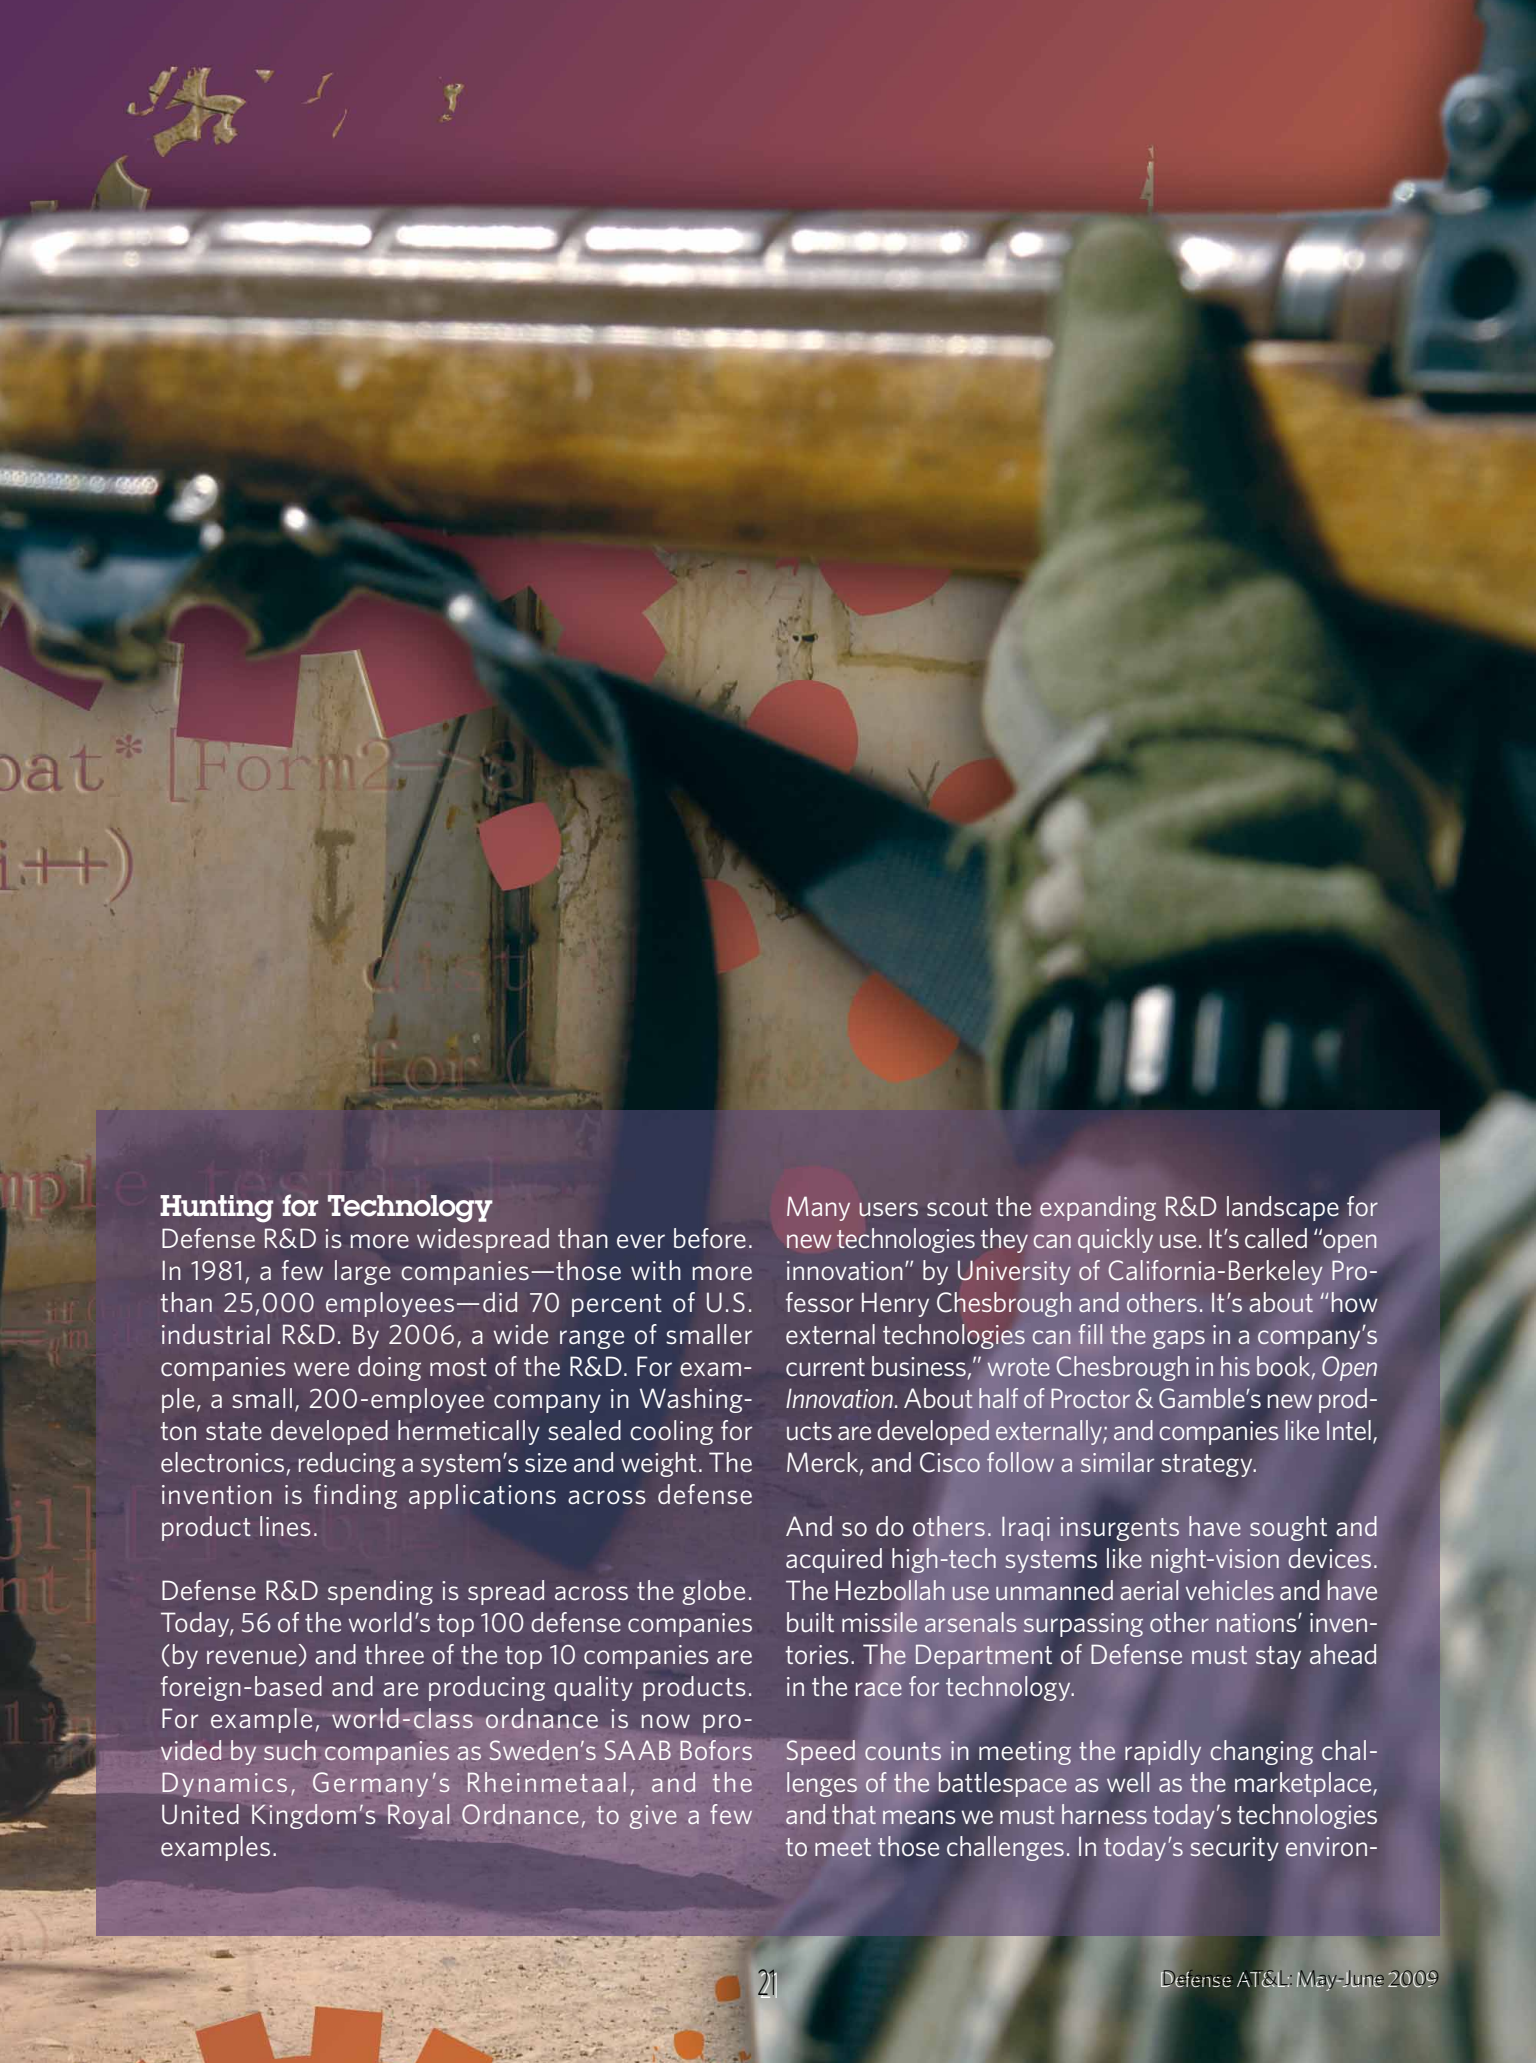 oat* [Form2->
i++)
dist
for (
mple test[i]
Hunting for Technology
Defense R&D is more widespread than ever before.
In 1981, a few large companies—those with more
than 25,000 employees—did 70 percent of U.S.
industrial R&D. By 2006, a wide range of smaller
companies were doing most of the R&D. For exam-
ple, a small, 200-employee company in Washing-
ton state developed hermetically sealed cooling for
electronics, reducing a system's size and weight. The
invention is finding applications across defense
product lines.
Defense R&D spending is spread across the globe.
Today, 56 of the world's top 100 defense companies
(by revenue) and three of the top 10 companies are
foreign-based and are producing quality products.
For example, world-class ordnance is now pro-
vided by such companies as Sweden's SAAB Bofors
Dynamics, Germany's Rheinmetaal, and the
United Kingdom's Royal Ordnance, to give a few
examples.
Many users scout the expanding R&D landscape for
new technologies they can quickly use. It's called “open
innovation” by University of California-Berkeley Pro-
fessor Henry Chesbrough and others. It's about “how
external technologies can fill the gaps in a company's
current business,” wrote Chesbrough in his book, Open
Innovation. About half of Proctor & Gamble's new prod-
ucts are developed externally; and companies like Intel,
Merck, and Cisco follow a similar strategy.
And so do others. Iraqi insurgents have sought and
acquired high-tech systems like night-vision devices.
The Hezbollah use unmanned aerial vehicles and have
built missile arsenals surpassing other nations' inven-
tories. The Department of Defense must stay ahead
in the race for technology.
Speed counts in meeting the rapidly changing chal-
lenges of the battlespace as well as the marketplace,
and that means we must harness today's technologies
to meet those challenges. In today's security environ-
21
Defense AT&L: May-June 2009